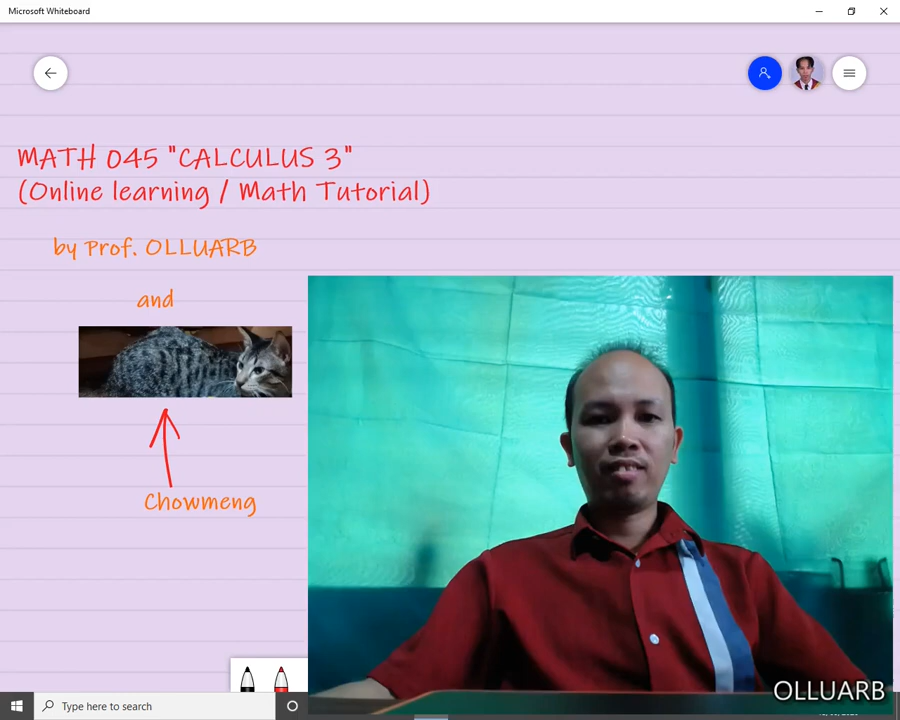 Microsoft Whiteboard
MATH 045 "CALCULUS 3"
(Online learning / Math Tutorial)
by Prof. OLLUARB
and
Chowmeng
OLLUARB
Type here to search